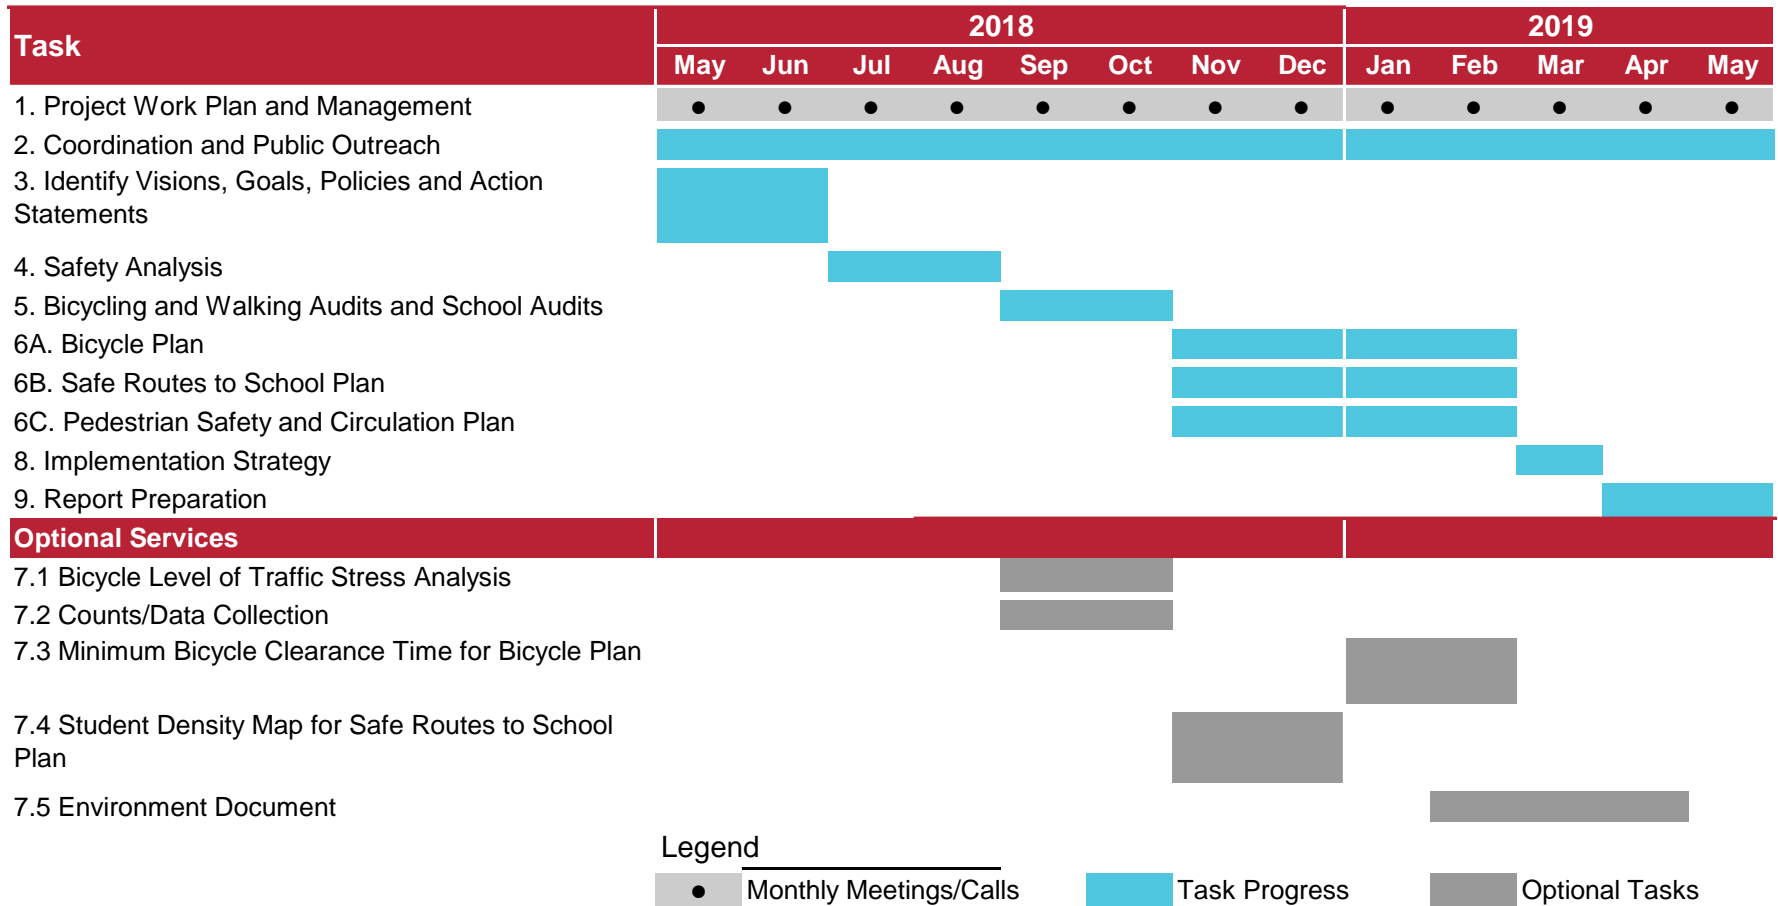 Task
2018
2019
May Jun Jul Aug Sep Oct Nov Dec Jan Feb Mar Apr May
1. Project Work Plan and Management
2. Coordination and Public Outreach
3. Identify Visions, Goals, Policies and Action
Statements
4. Safety Analysis
5. Bicycling and Walking Audits and School Audits
6A. Bicycle Plan
6B. Safe Routes to School Plan
6C. Pedestrian Safety and Circulation Plan
8. Implementation Strategy
9. Report Preparation
Optional Services
7.1 Bicycle Level of Traffic Stress Analysis
7.2 Counts/Data Collection
7.3 Minimum Bicycle Clearance Time for Bicycle Plan
7.4 Student Density Map for Safe Routes to School
Plan
7.5 Environment Document
Legend
Monthly Meetings/Calls
Task Progress
Optional Tasks